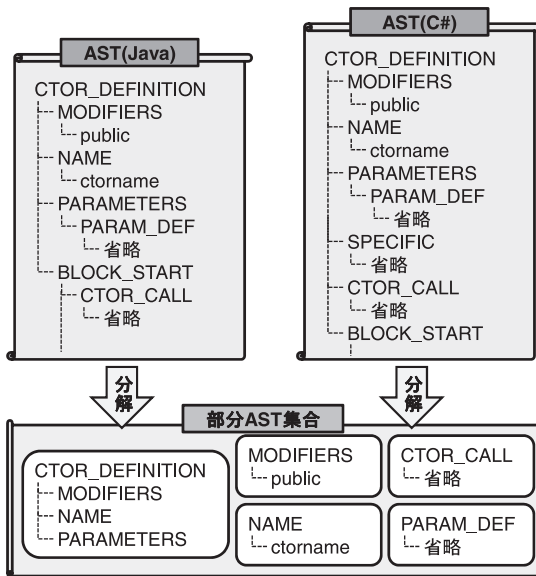 AST(Java)
CTOR_DEFINITION
MODIFIERS
public
NAME
ctorname
PARAMETERS
PARAM_DEF
省略
BLOCK_START
CTOR_CALL
省略
AST(C#)
CTOR_DEFINITION
MODIFIERS
public
NAME
ctorname
PARAMETERS
PARAM_DEF
省略
SPECIFIC
省略
CTOR_CALL
省略
BLOCK_START
分解
分解
部分AST集合
CTOR_DEFINITION
MODIFIERS
NAME
PARAMETERS
MODIFIERS
public
CTOR_CALL
省略
NAME
ctorname
PARAM_DEF
省略